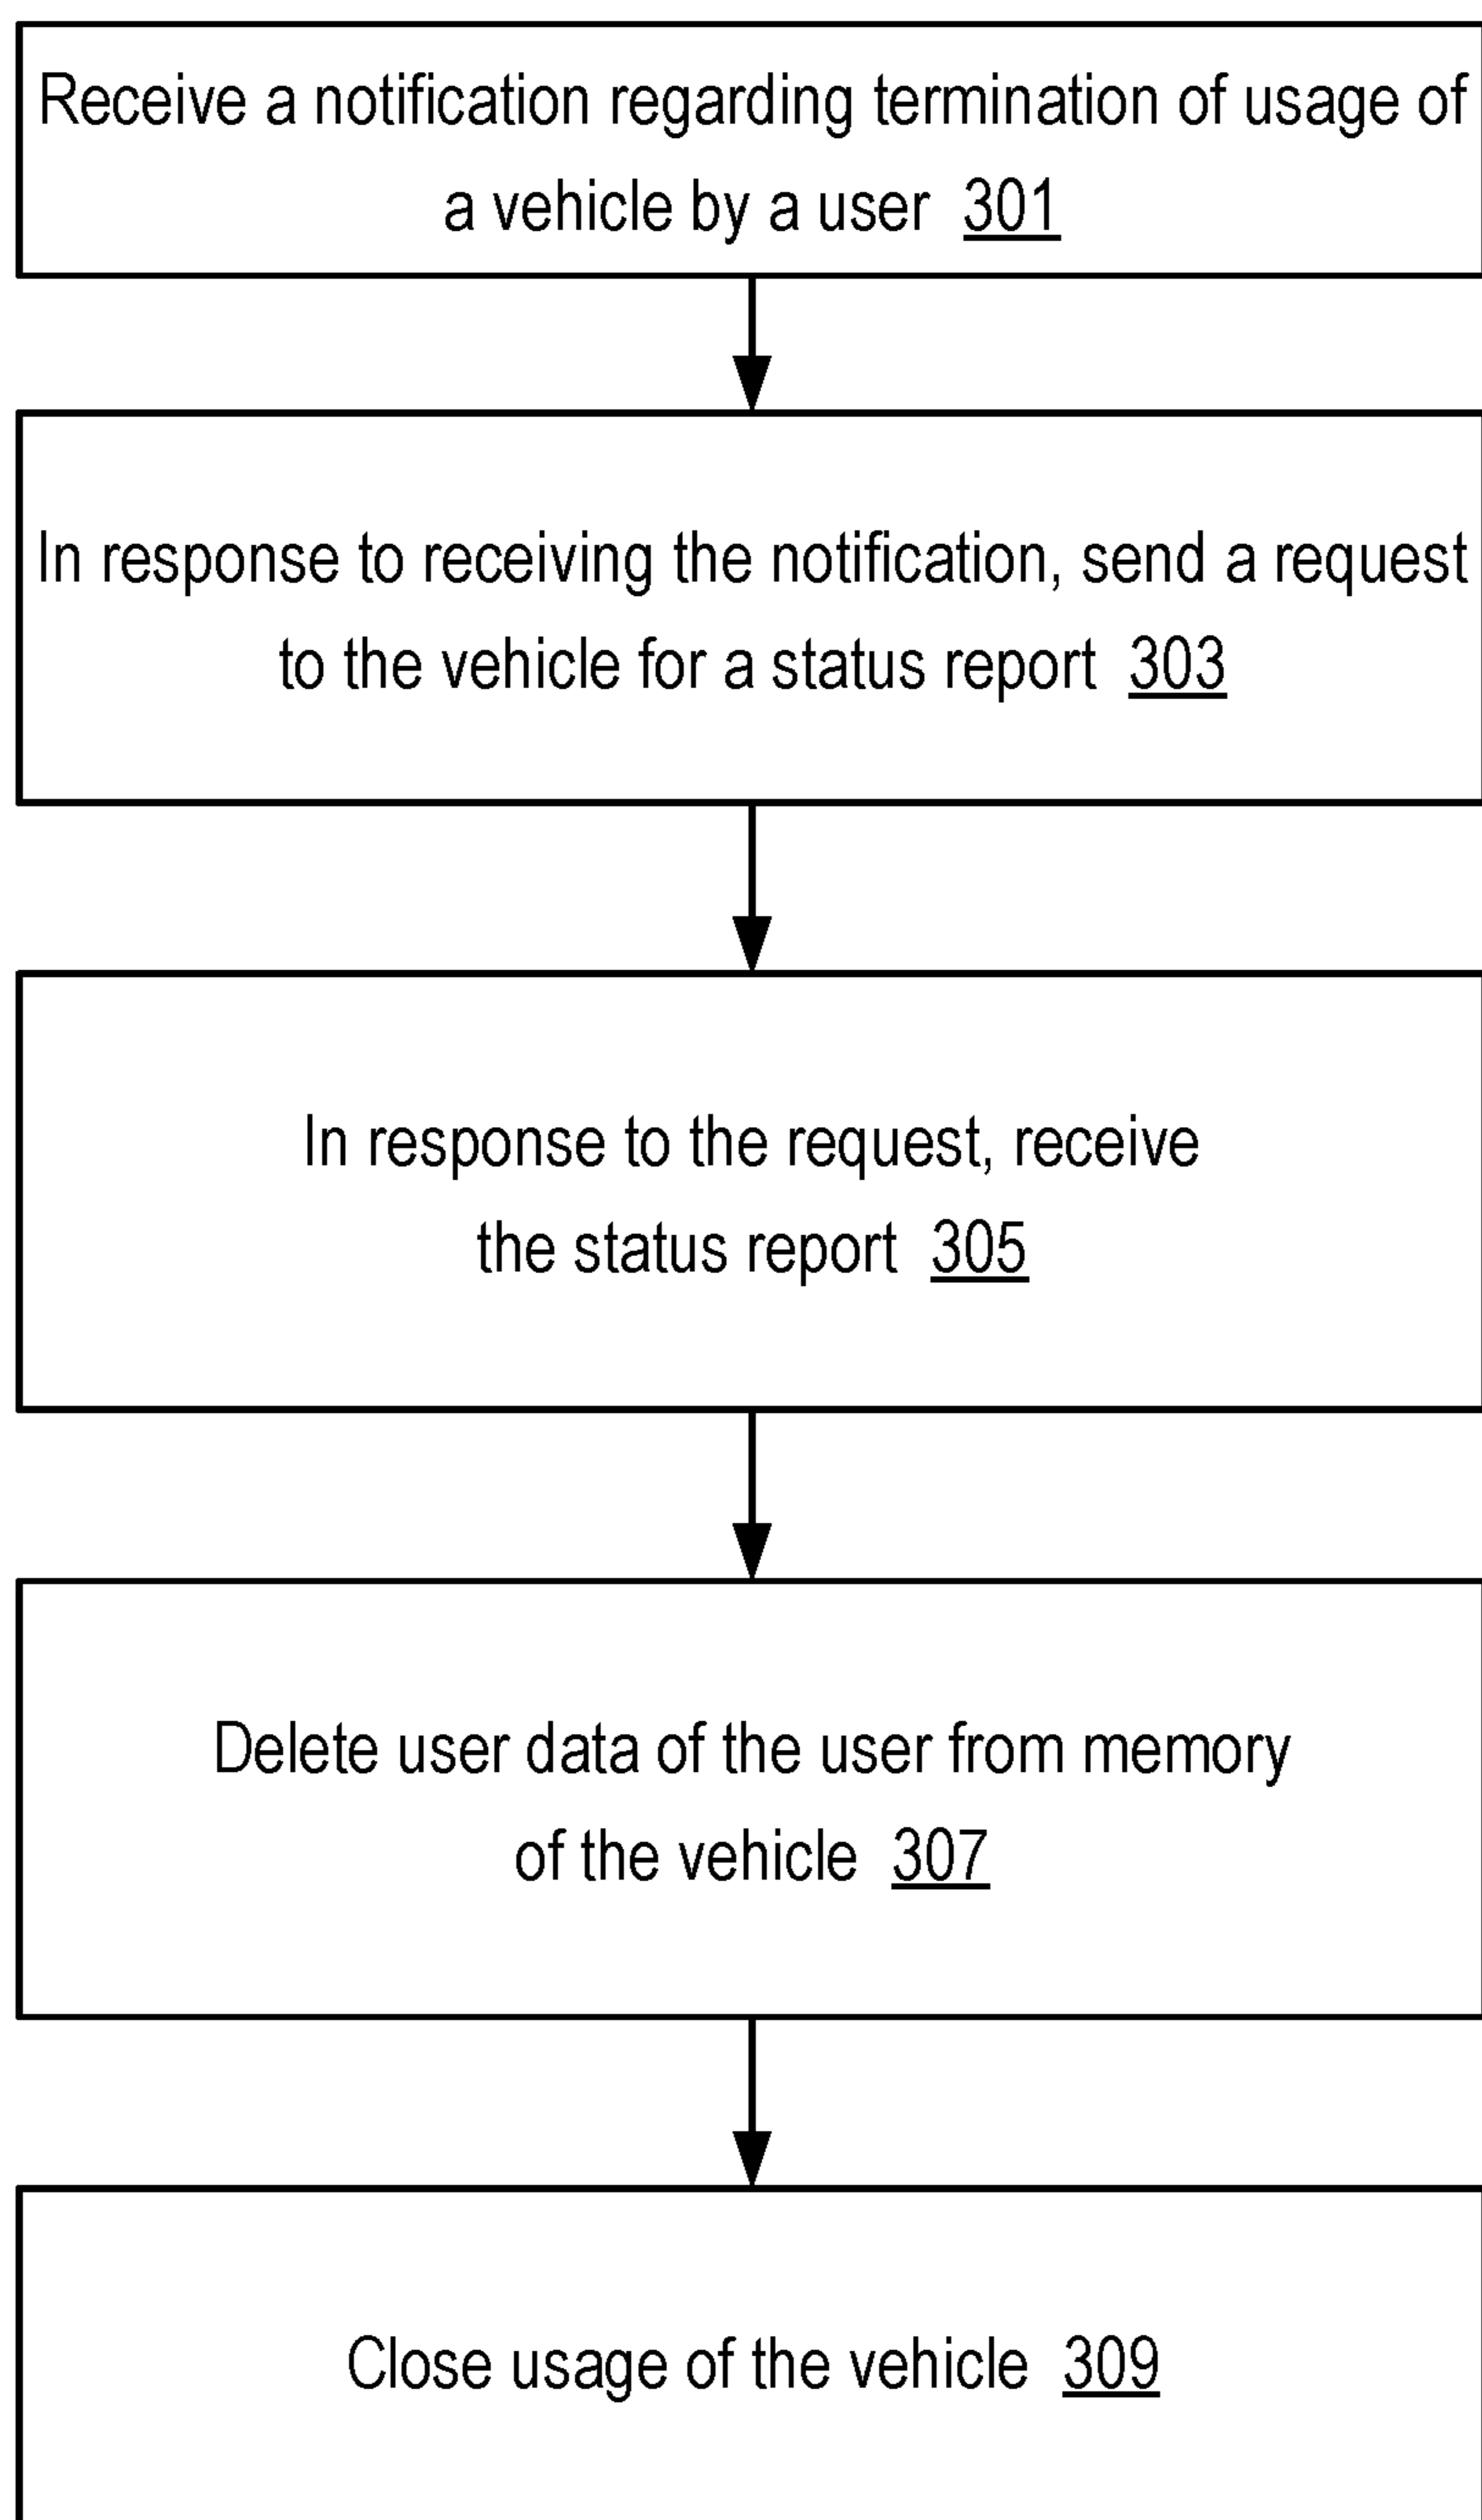 Receive a notification regarding termination of usage of
a vehicle by a user 301
In response to receiving the notification, send a request
to the vehicle for a status report 303
In response to the request, receive
the status report 305
Delete user data of the user from memory
of the vehicle 307
Close usage of the vehicle 309